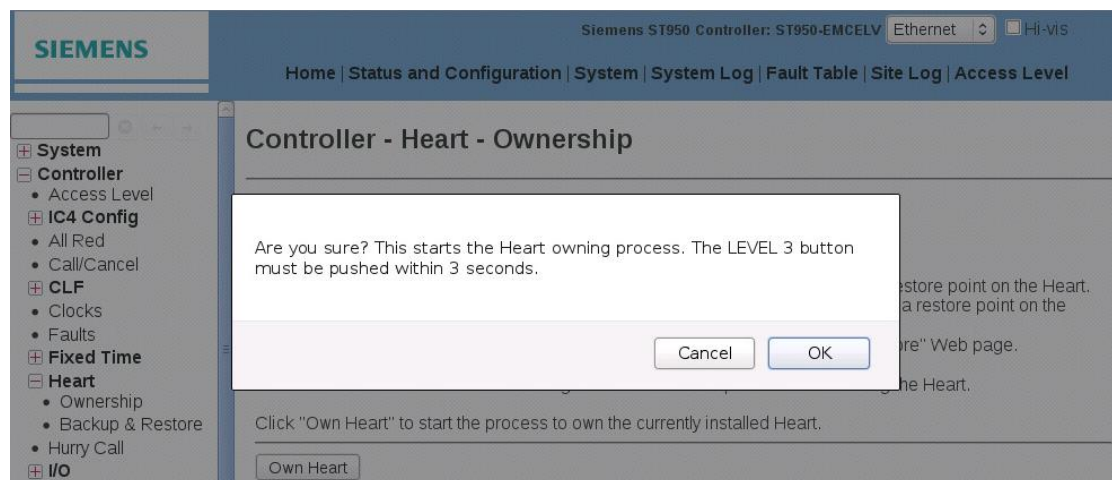 SIEMENS
Siemens ST950 Controller: ST950-EMCELV Ethernet Hi-vis
Home | Status and Configuration | System | System Log | Fault Table | Site Log | Access Level
System
Controller
Access Level
IC4 Config
All Red
Call/Cancel
CLF
Clocks
Faults
Fixed Time
Heart
Ownership
Backup & Restore
Hurry Call
I/O
Controller - Heart - Ownership
Are you sure? This starts the Heart owning process. The LEVEL 3 button
must be pushed within 3 seconds.
Cancel OK
restore point on the Heart.
a restore point on the
Web page.
the Heart.
Click "Own Heart" to start the process to own the currently installed Heart.
Own Heart